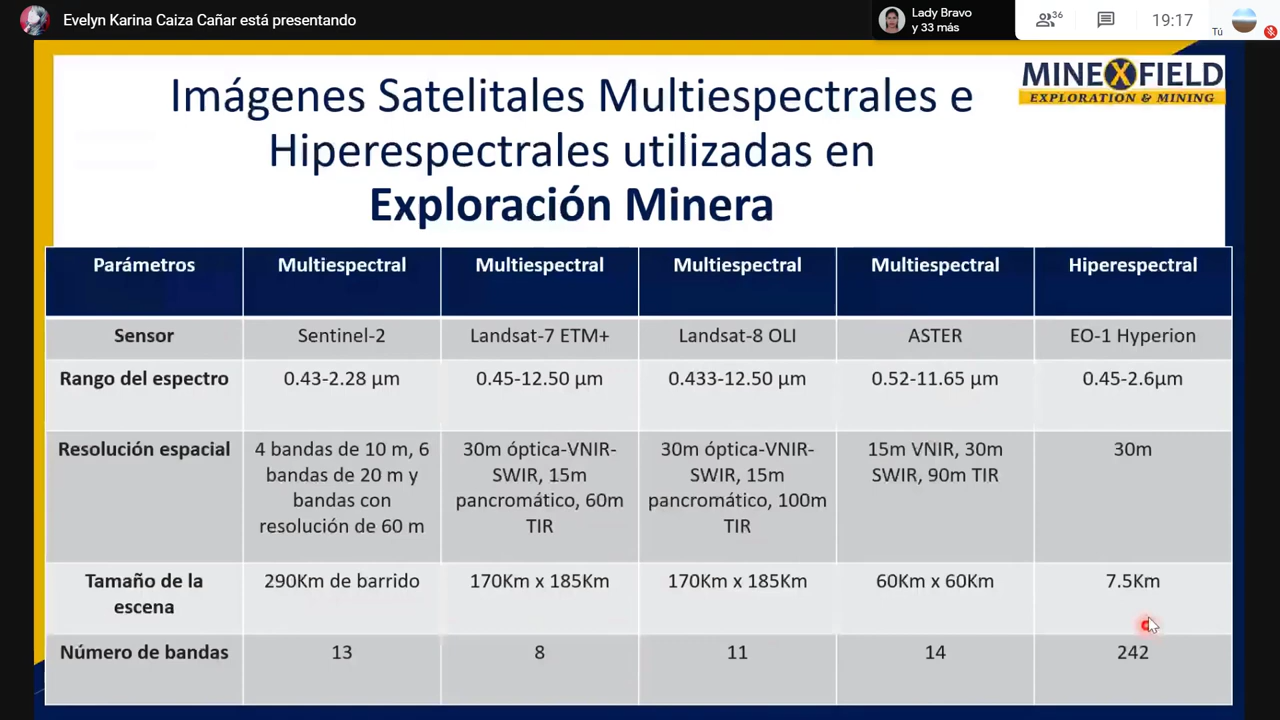 Evelyn Karina Caiza Cañar está presentando
Lady Bravo
y 33 más
36
19:17
Tú
MINEXFIELD
EXPLORATION & MINING
Imágenes Satelitales Multiespectrales e
Hiperespectrales utilizadas en
Exploración Minera
Parámetros Multiespectral Multiespectral Multiespectral Multiespectral Hiperespectral
Sensor Sentinel-2 Landsat-7 ETM+ Landsat-8 OLI ASTER EO-1 Hyperion
Rango del espectro 0.43-2.28 µm 0.45-12.50 µm 0.433-12.50 µm 0.52-11.65 µm 0.45-2.6µm
Resolución espacial 4 bandas de 10 m, 6 30m óptica-VNIR- 30m óptica-VNIR- 15m VNIR, 30m 30m
bandas de 20 m y SWIR, 15m SWIR, 15m SWIR, 90m TIR
bandas con pancromático, 60m pancromático, 100m
resolución de 60 m TIR TIR
Tamaño de la 290Km de barrido 170Km x 185Km 170Km x 185Km 60Km x 60Km 7.5Km
escena
Número de bandas 13 8 11 14 242